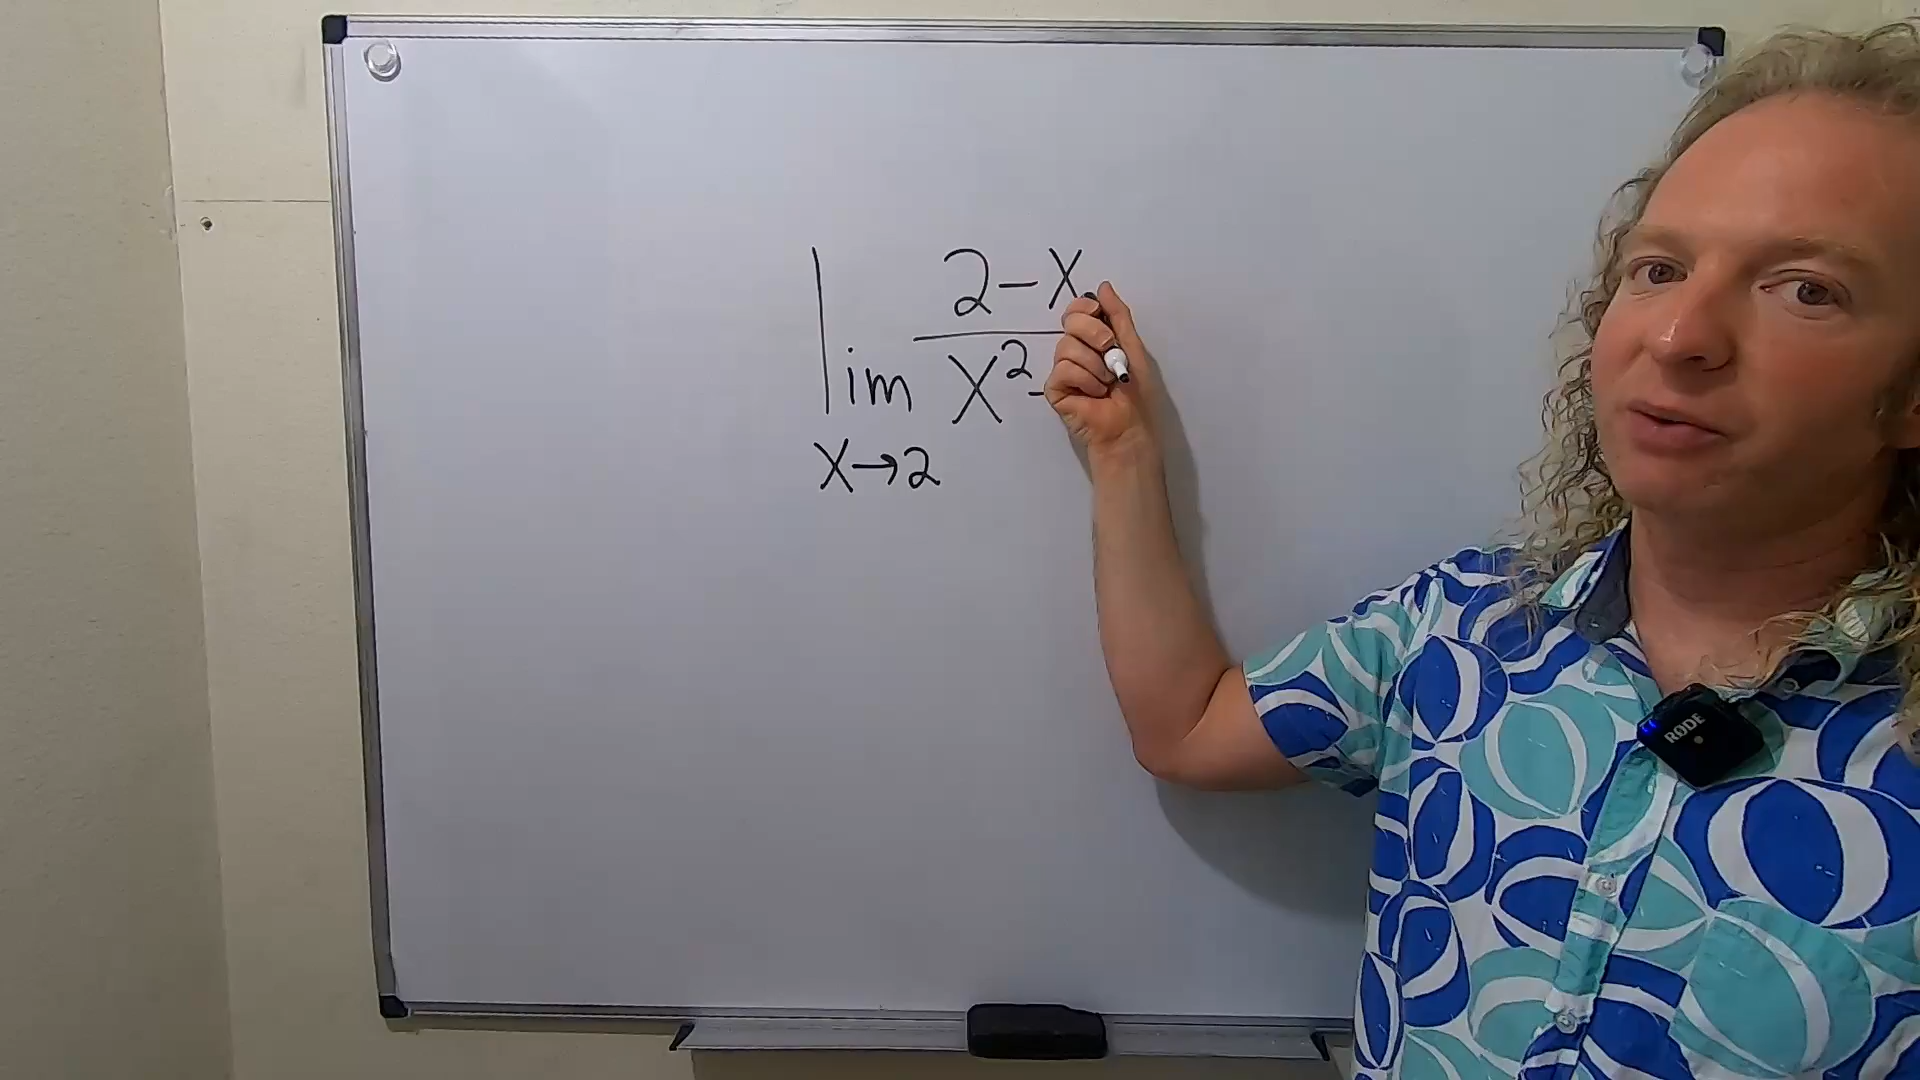 2-X
lim X²-
X→2
RØDE